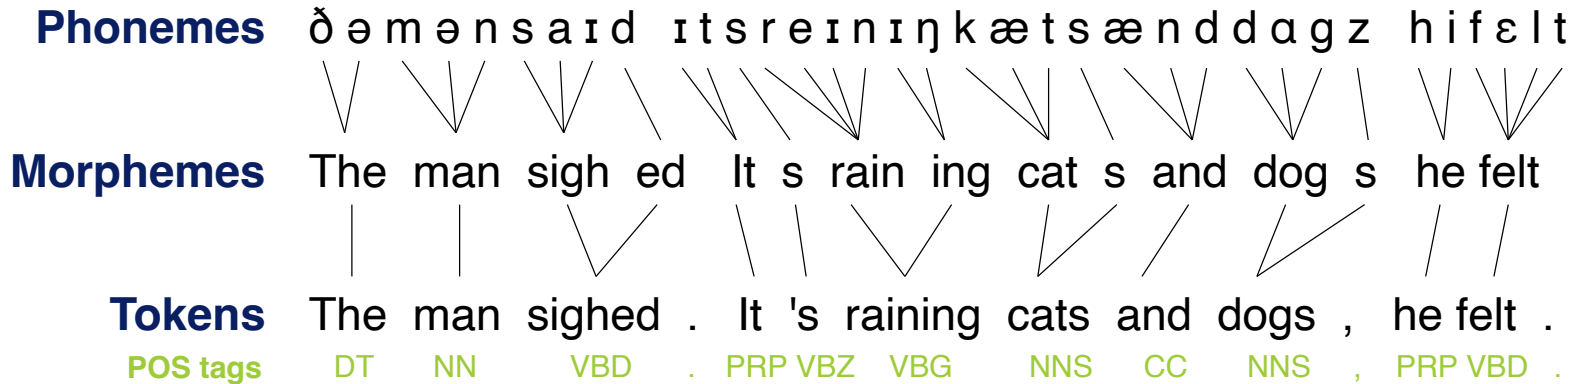 Phonemes ð ə m ə n s a ɪ d ɪ t s r e ɪ n ɪ ŋ k æ t s æ n d d ɑ g z h i f ɛ l t
Morphemes The man sigh ed It s rain ing cat s and dog s he felt
Tokens The man sighed . It 's raining cats and dogs , he felt .
POS tags DT NN VBD . PRP VBZ VBG NNS CC NNS , PRP VBD .